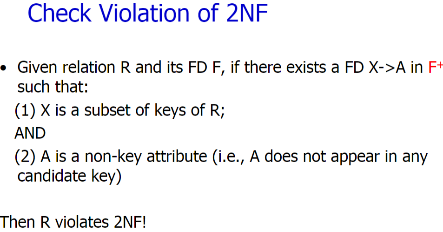 Check Violation of 2NF
• Given relation R and its FD F, if there exists a FD X->A in F+
such that:
(1) X is a subset of keys of R;
AND
(2) A is a non-key attribute (i.e., A does not appear in any
candidate key)
Then R violates 2NF!